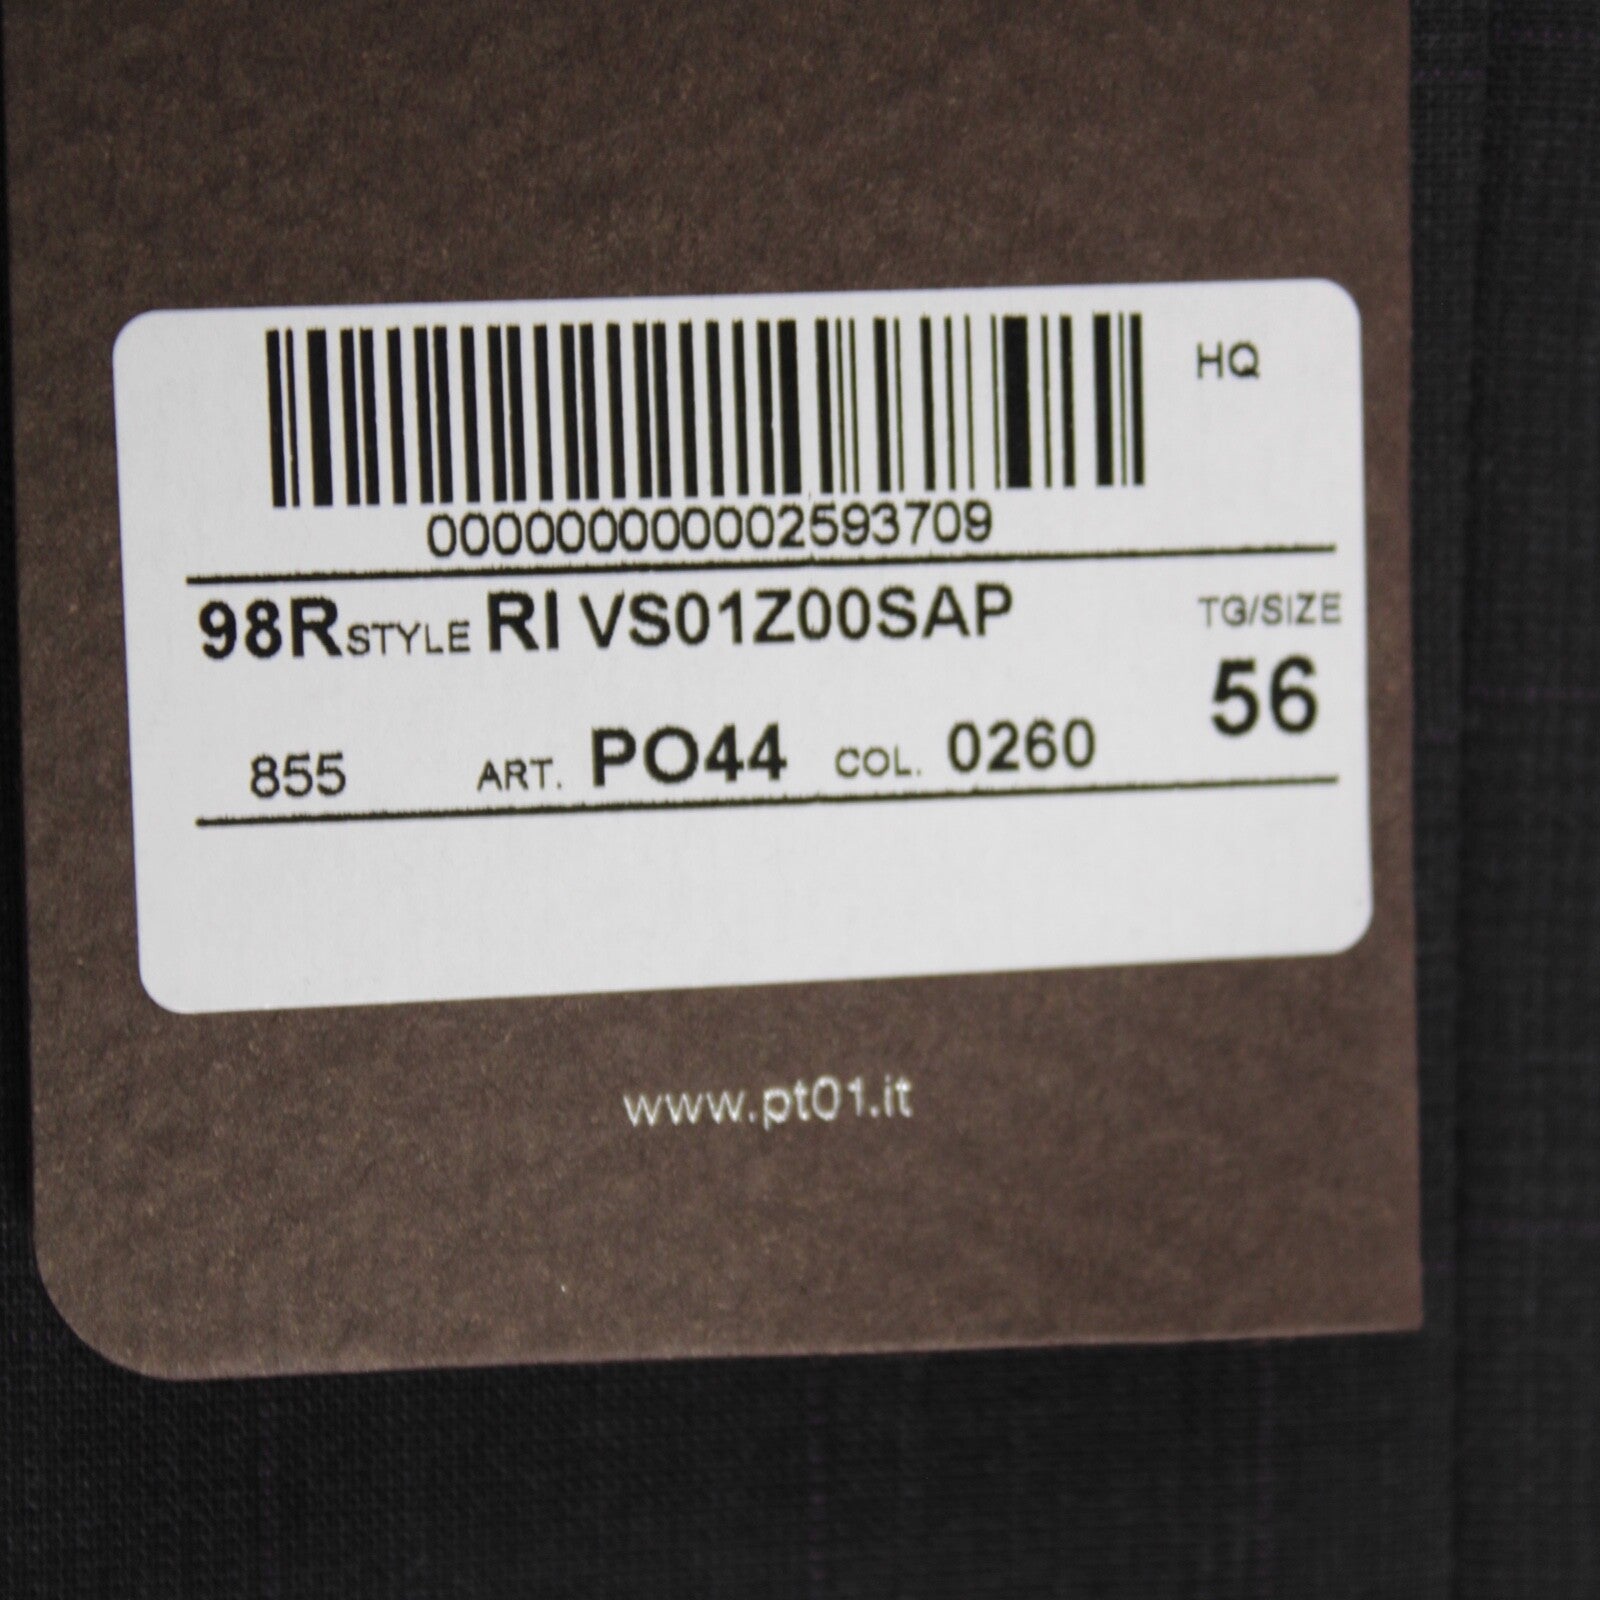 HQ
000000000002593709
98R STYLE RI VS01Z00SAP TG/SIZE
56
855 ART. PO44 COL. 0260
www.pt01.it